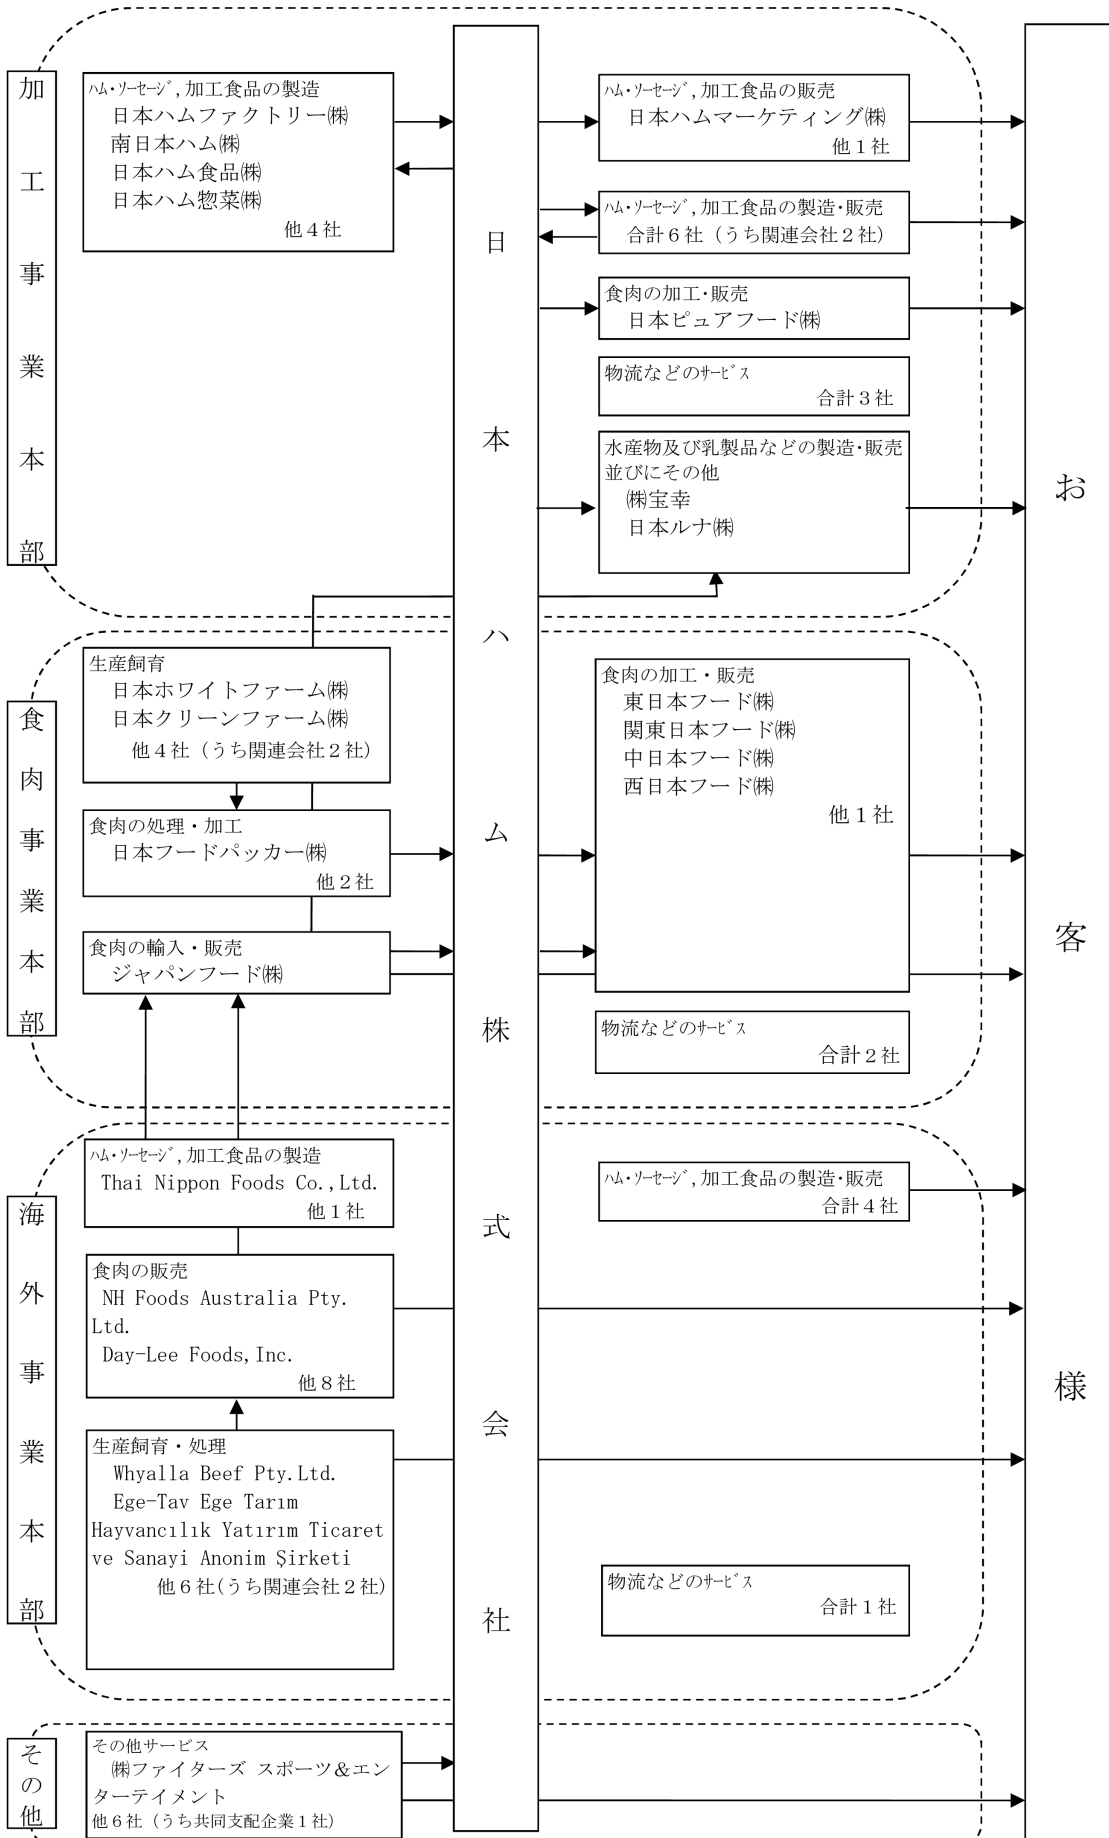 加工事業本部
ﾊﾑ･ｿｰｾｰｼﾞ,加工食品の製造
日本ハムファクトリー㈱
南日本ハム㈱
日本ハム食品㈱
日本ハム惣菜㈱
他４社
ﾊﾑ･ｿｰｾｰｼﾞ,加工食品の販売
日本ハムマーケティング㈱
他１社
ﾊﾑ･ｿｰｾｰｼﾞ,加工食品の製造･販売
合計６社（うち関連会社２社）
食肉の加工･販売
日本ピュアフード㈱
物流などのｻｰﾋﾞｽ
合計３社
水産物及び乳製品などの製造･販売
並びにその他
㈱宝幸
日本ルナ㈱
食肉事業本部
生産飼育
日本ホワイトファーム㈱
日本クリーンファーム㈱
他４社（うち関連会社２社）
食肉の処理・加工
日本フードパッカー㈱
他２社
食肉の輸入・販売
ジャパンフード㈱
食肉の加工・販売
東日本フード㈱
関東日本フード㈱
中日本フード㈱
西日本フード㈱
他１社
物流などのｻｰﾋﾞｽ
合計２社
海外事業本部
ﾊﾑ･ｿｰｾｰｼﾞ,加工食品の製造
Thai Nippon Foods Co.,Ltd.
他１社
食肉の販売
NH Foods Australia Pty.
Ltd.
Day-Lee Foods,Inc.
他８社
生産飼育・処理
Whyalla Beef Pty.Ltd.
Ege-Tav Ege Tarım
Hayvancılık Yatırım Ticaret
ve Sanayi Anonim Şirketi
他６社(うち関連会社２社)
ﾊﾑ･ｿｰｾｰｼﾞ,加工食品の製造･販売
合計４社
物流などのｻｰﾋﾞｽ
合計１社
その他
その他サービス
㈱ファイターズ スポーツ＆エン
ターテイメント
他６社（うち共同支配企業１社）
日本ハム株式会社
お客様